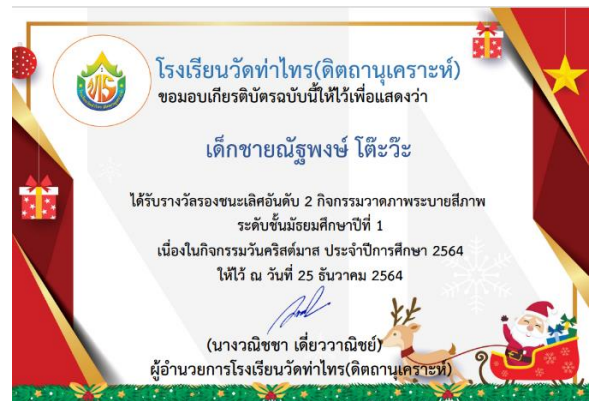 โรงเรียนวัดท่าไทร(ดิตถานุเคราะห์)
ขอมอบเกียรติบัตรฉบับนี้ให้ไว้เพื่อแสดงว่า
เด็กชายณัฐพงษ์ โต๊ะวี๊ะ
ได้รับรางวัลรองชนะเลิศอันดับ 2 กิจกรรมวาดภาพระบายสีภาพ
ระดับชั้นมัธยมศึกษาปีที่ 1
เนื่องในกิจกรรมวันคริสต์มาส ประจำปีการศึกษา 2564
ให้ไว้ ณ วันที่ 25 ธันวาคม 2564
(นางวณิชชา เดี่ยววาณิชย์)
ผู้อำนวยการโรงเรียนวัดท่าไทร(ดิตถานุเคราะห์)